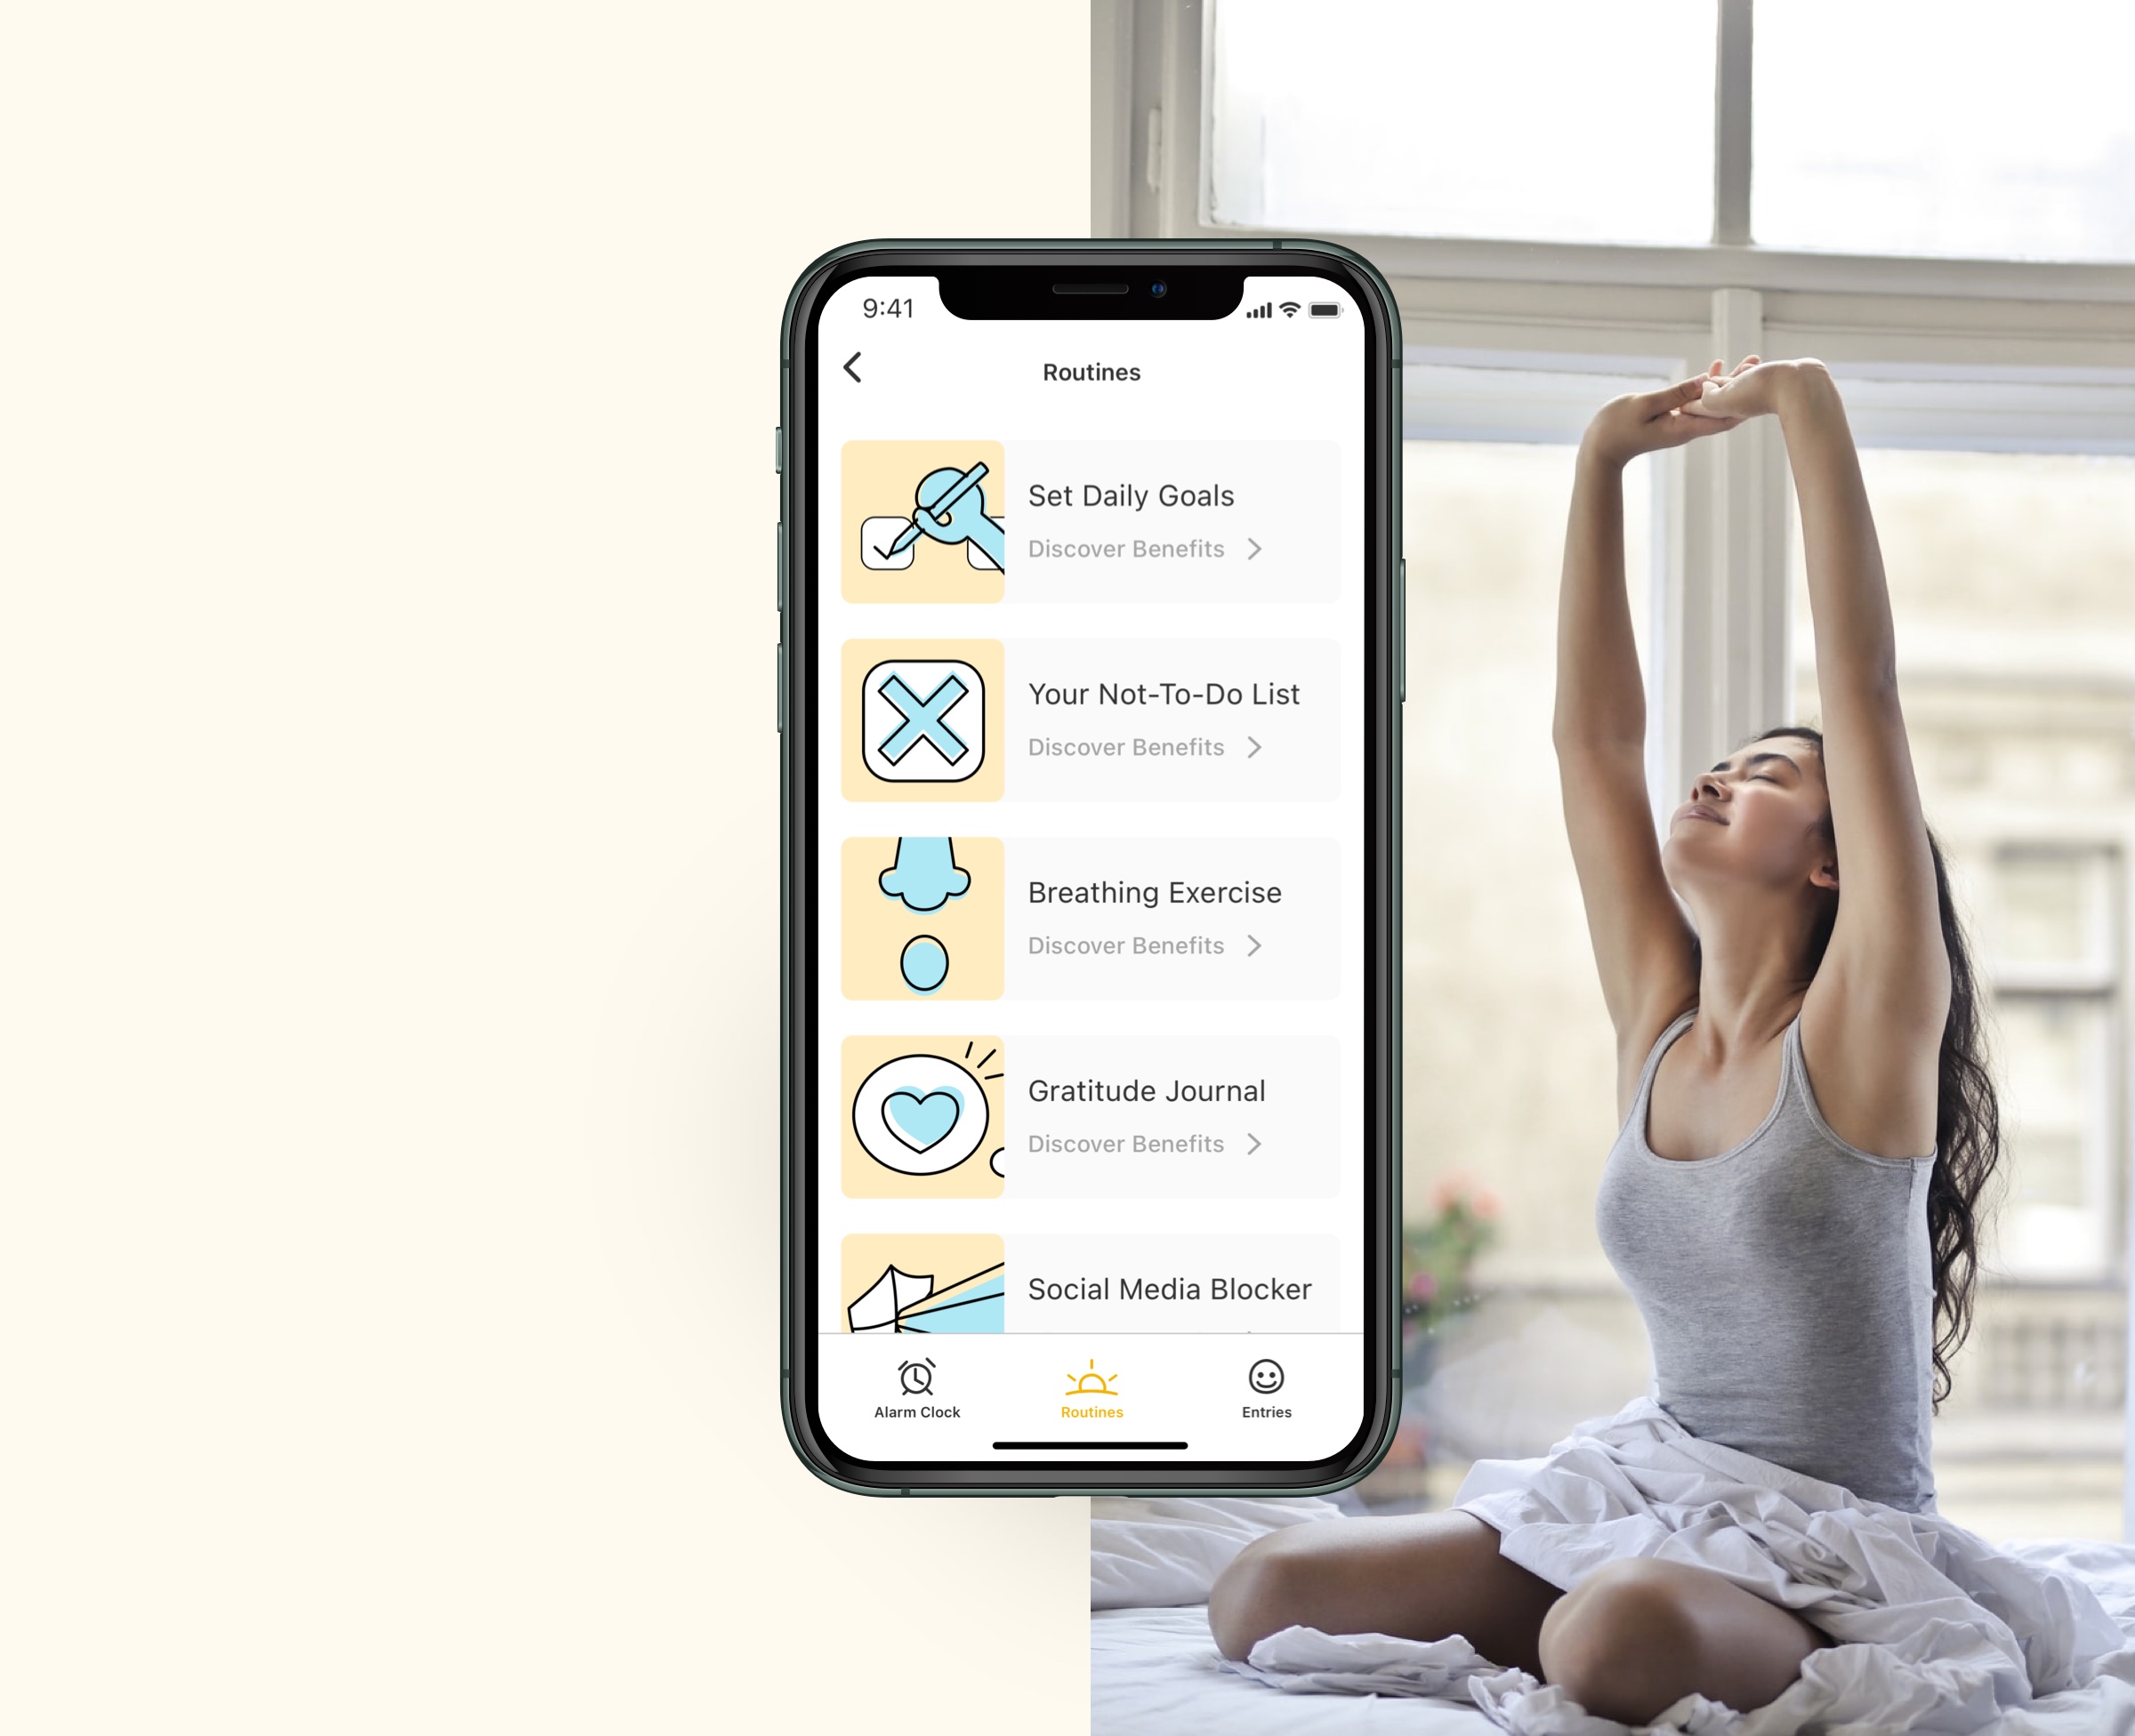 9:41
Routines
Set Daily Goals
Discover Benefits
Your Not-To-Do List
Discover Benefits
Breathing Exercise
Discover Benefits
Gratitude Journal
Discover Benefits
Social Media Blocker
Alarm Clock
Routines
Entries